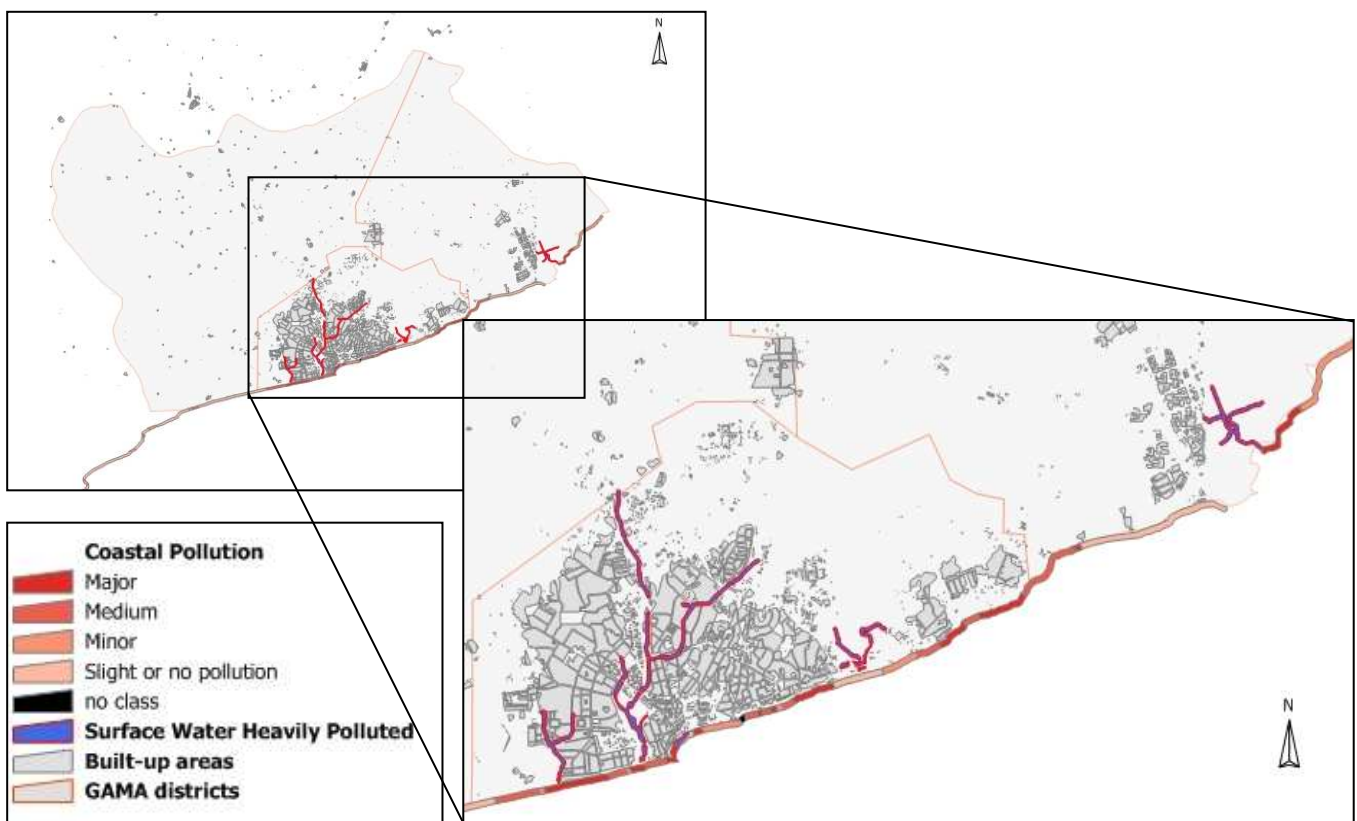 N
Coastal Pollution
Major
Medium
Minor
Slight or no pollution
no class
Surface Water Heavily Polluted
Built-up areas
GAMA districts
N